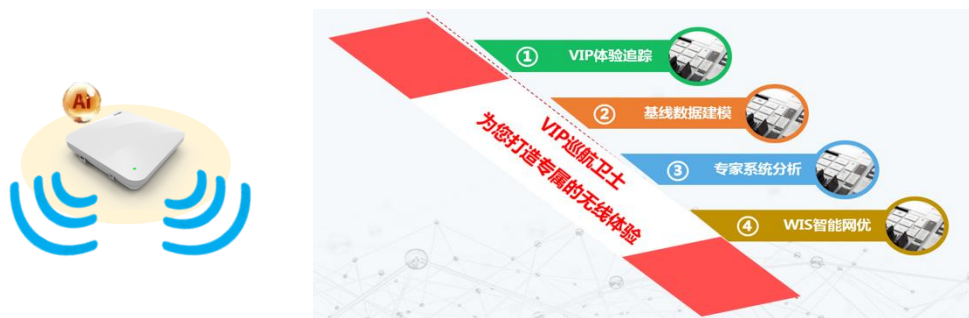 Ai
① VIP体验追踪
② 基线数据建模
③ 专家系统分析
④ WIS智能网优
VIP巡航卫士
为您打造专属的无线体验